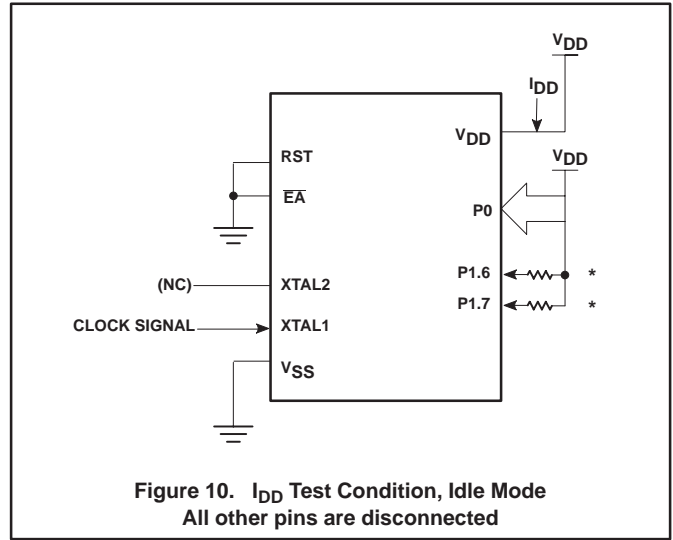 VDD
IDD
VDD
VDD
RST
EA
P0
P1.6 *
(NC) XTAL2
P1.7 *
CLOCK SIGNAL XTAL1
VSS
Figure 10. IDD Test Condition, Idle Mode
All other pins are disconnected